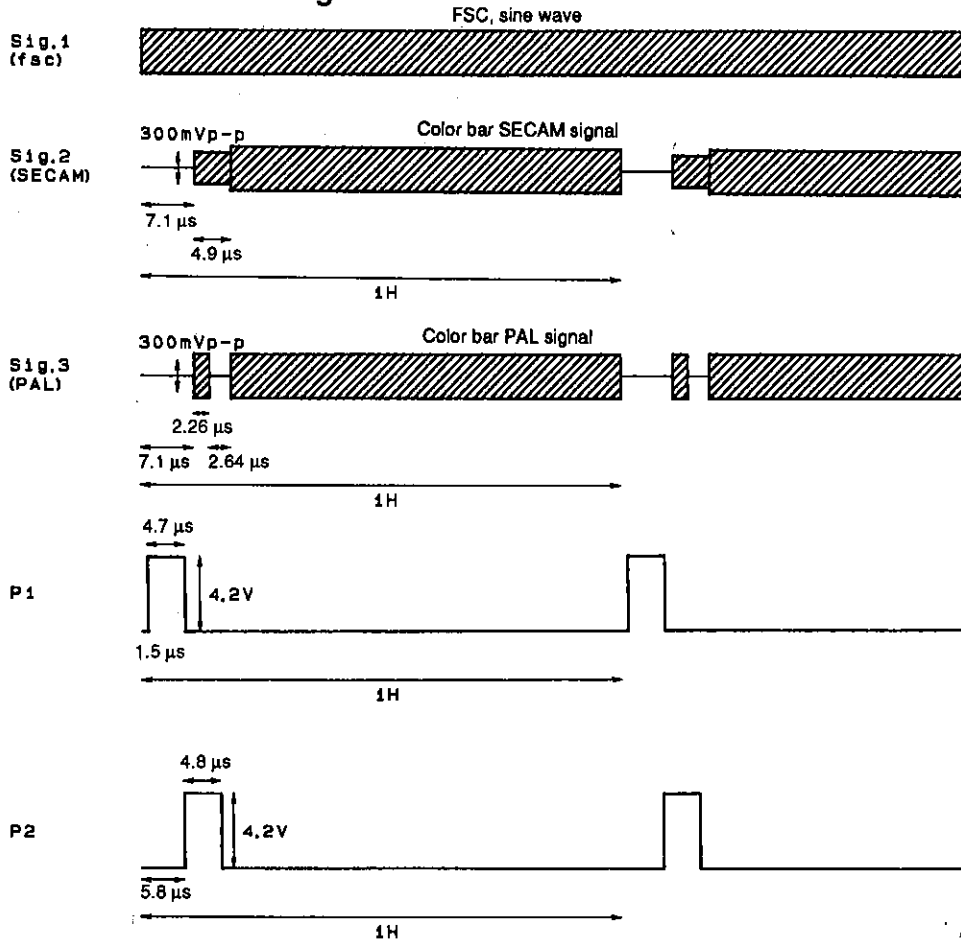 FSC, sine wave
Sig.1
(fsc)
300mVp-p
Color bar SECAM signal
Sig.2
(SECAM)
7.1 µs
4.9 µs
1H
300mVp-p
Color bar PAL signal
Sig.3
(PAL)
2.26 µs
7.1 µs 2.64 µs
1H
4.7 µs
P1
4.2V
1.5 µs
1H
4.8 µs
P2
4.2V
5.8 µs
1H